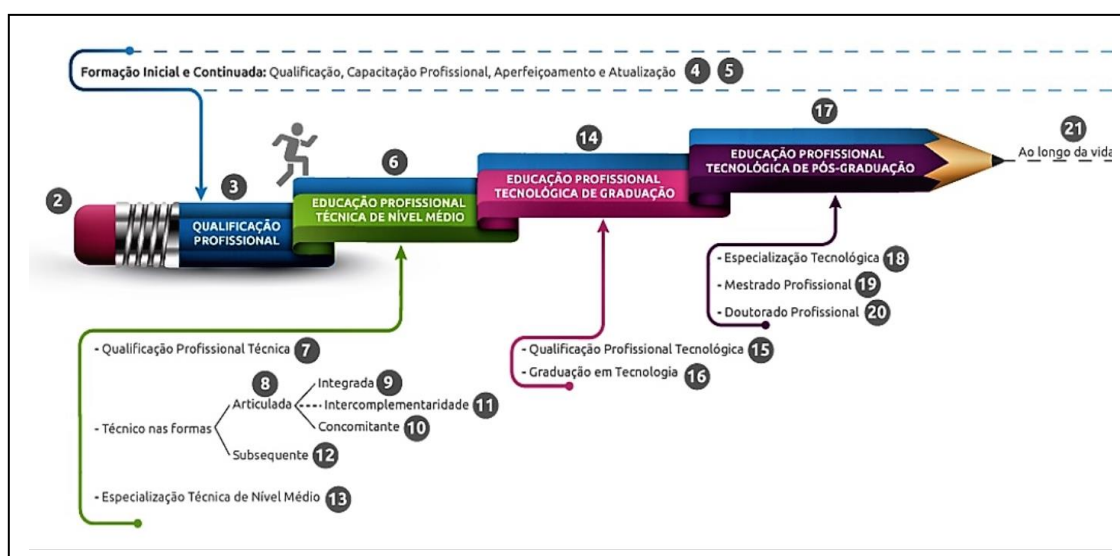 Formação Inicial e Continuada: Qualificação, Capacitação Profissional, Aperfeiçoamento e Atualização 4 5
17
14
21
Ao longo da vida
6
3
2
QUALIFICAÇÃO
PROFISSIONAL
EDUCAÇÃO PROFISSIONAL
TÉCNICA DE NÍVEL MÉDIO
EDUCAÇÃO PROFISSIONAL
TECNOLÓGICA DE GRADUAÇÃO
EDUCAÇÃO PROFISSIONAL
TECNOLÓGICA DE PÓS-GRADUAÇÃO
- Especialização Tecnológica 18
- Mestrado Profissional 19
- Doutorado Profissional 20
- Qualificação Profissional Tecnológica 15
- Graduação em Tecnologia 16
- Qualificação Profissional Técnica 7
8
- Técnico nas formas
Articulada
Integrada 9
Intercomplementaridade 11
Concomitante 10
Subsequente 12
- Especialização Técnica de Nível Médio 13